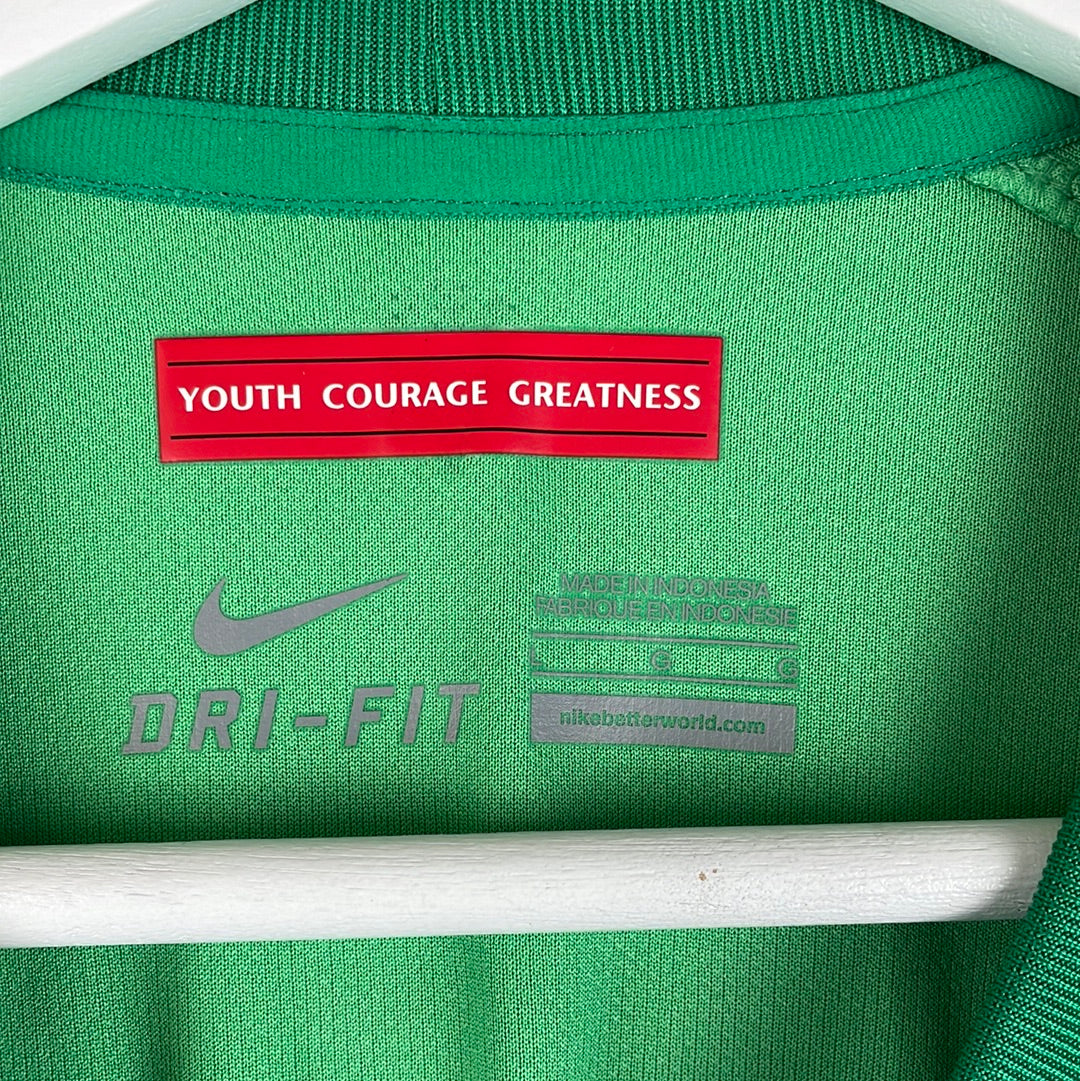 YOUTH COURAGE GREATNESS
DRI-FIT
MADE IN INDONESIA
FABRIQUE EN INDONESIE
L G G
nikebetterworld.com